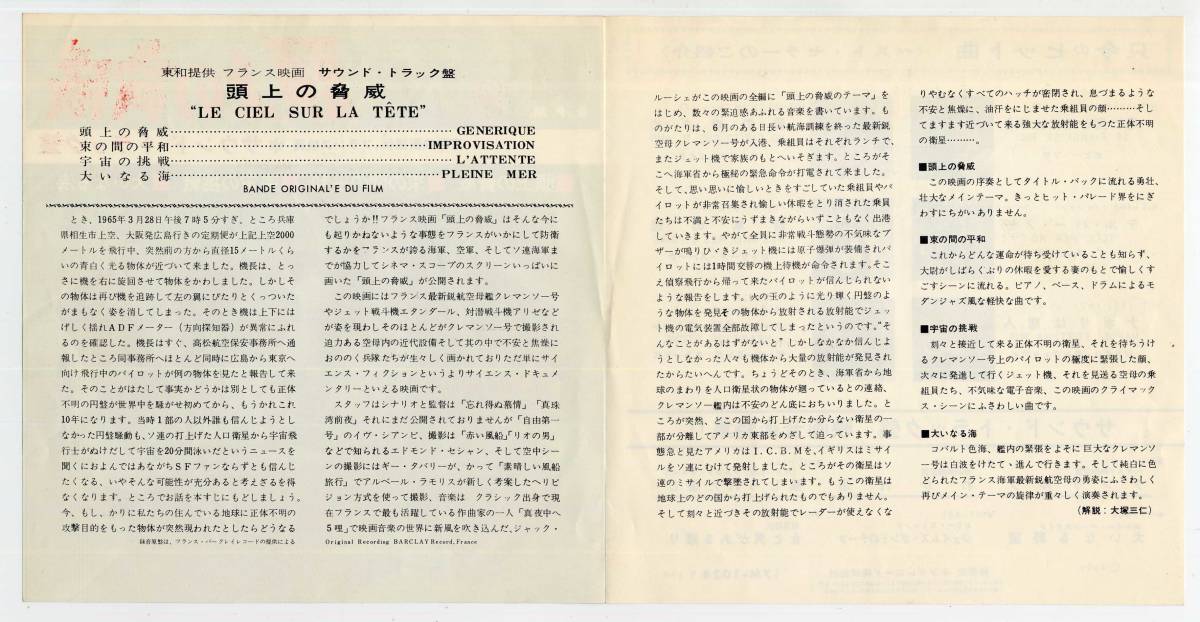 東和提供 フランス映画 サウンド・トラック盤
頭上の脅威
“LE CIEL SUR LA TÊTE”
頭上の脅威…GENERIQUE
束の間の平和…IMPROVISATION
宇宙の挑戦…L'ATTENTE
大いなる海…PLEINE MER
BANDE ORIGINAL'E DU FILM
とき、1965年3月28日午後7時5分すぎ、ところ兵庫
県相生市上空、大阪発広島行きの定期便が上記上空2000
メートルを飛行中、突然前の方から直径15メートルくら
いの青白く光る物体が近づいて来ました。機長は、とっ
さに機を右に旋回させて物体をかわしました。しかしそ
の物体は再び機を追跡して左の翼にぴたりとくっついた
がまもなく姿を消してしまった。そのとき機は上下には
げしく揺れADFメーター(方向探知器)が異常にふれ
るのを確認した。機長はすぐ、高松航空保安事務所へ通
報したところ同事務所へほとんど同時に広島から東京へ
向け飛行中のパイロットが例の物体を見たと報告して来
た。そのことがはたして事実かどうかは別としても正体
不明の円盤が世界中を騒がせ初めてから、もうかれこれ
10年になります。当時1部の人以外誰も信んじようとし
なかった円盤騒動も、ソ連の打上げた人口衛星から宇宙飛
行士がぬけだして宇宙を20分間泳いだというニュースを
聞くにおよんではあながちSFファンならずとも信んじ
たくなる、いやそんな可能性が充分あると考えざるを得
なくなります。ところでお話を本すじにもどしましょう。
今、もし、かりに私たちの住んでいる地球に正体不明の
攻撃目的をもった物体が突然現われたとしたらどうなる
録音原盤は、フランス・バークレイレコードの提供による
でしょうか!!フランス映画「頭上の脅威」はそんな今に
も起りかねないような事態をフランスがいかにして防衛
するかをフランスが誇る海軍、空軍、そしてソ連海軍ま
でが協力してシネマ・スコープのスクリーンいっぱいに
画いた「頭上の脅威」が公開されます。
この映画にはフランス最新鋭航空母艦クレマンソー号
やジェット戦斗機エタンダール、対潜戦斗機アリゼなど
が姿を現わしそのほとんどがクレマンソー号で撮影され
迫力ある空母内の近代設備そして其の中で不安と焦燥に
おののく兵隊たちが生々しく画かれておりただ単にサイ
エンス・フィクションというよりサイエンス・ドキュメ
ンタリーといえる映画です。
スタッフはシナリオと監督は「忘れ得ぬ慕情」「真珠
湾前夜」それにまだ公開されておりませんが「自由第一
号」のイヴ・シアンピ、撮影は「赤い風船」「リオの男」
などで知られるエドモンド・セシャン、そして空中シー
ンの撮影にはギー・タバリーが、かって「素晴しい風船
旅行」でアルベール・ラモリスが新しく考案したヘリビ
ジョン方式を使って撮影、音楽は クラシック出身で現
在フランスで最も活躍している作曲家の一人「真夜中へ
5哩」で映画音楽の世界に新風を吹き込んだ、ジャック・
Original Recording BARCLAY Record, France
ルーシェがこの映画の全編に「頭上の脅威のテーマ」を
はじめ、数々の緊迫感あふれる音楽を書いています。も
のがたりは、6月のある日長い航海訓練を終った最新鋭
空母クレマンソー号が入港、乗組員はそれぞれランチで、
またジェット機で家族のもとへいそぎます。ところがそ
こへ海軍省から極秘の緊急命令が打電されて来ました。
そして、思い思いに愉しいときをすごしていた乗組員やパ
イロットが非常召集され愉しい休暇をとり消された乗員
たちは不満と不安にうずまきながらいすこともなく出港
していきます。やがて全員に非常戦斗態勢の不気味なブ
ザーが鳴りひゞきジェット機には原子爆弾が装備されパ
イロットには1時間交替の機上待機が命令されます。そこ
え偵察飛行から帰って来たパイロットが信んじられない
ような報告をします。火の玉のように光り輝く円盤のよ
うな物体を発見その物体から放射される放射能でジェッ
ト機の電気装置全部故障してしまったというのです。“そ
んなことがあるはずがないと”しかしなかなか信んじよ
うとしなかった人々も機体から大量の放射能が発見され
たからたいへんです。ちょうどそのとき、海軍省から地
球のまわりを人口衛星状の物体が廻っているとの連絡、
クレマンソー艦内は不安のどん底におちいりました。と
ころが突然、どこの国から打上げたか分らない衛星の一
部が分離してアメリカ東部をめざして迫っています。事
態急と見たアメリカはI.C.B.Mを、イギリスはミサイ
ルをソ連にむけて発射しました。ところがその衛星はソ
連のミサイルで撃墜されてしまいます。もうこの衛星は
地球上のどの国から打上げられたものでもありません。
そして刻々と近づきその放射能でレーダーが使えなくな
りやむなくすべてのハッチが密閉され、息づまるような
不安と焦燥に、油汗をにじませた乗組員の顔………そし
てますます近づいて来る強大な放射能をもつた正体不明
の衛星………。
■頭上の脅威
この映画の序奏としてタイトル・バックに流れる勇壮、
壮大なメインテーマ。きっとヒット・パレード界をにぎ
わすにちがいありません。
■束の間の平和
これからどんな運命が待ち受けていることも知らず、
大尉がしばらくぶりの休暇を愛する妻のもとで愉しくす
ごすシーンに流れる。ピアノ、ベース、ドラムによるモ
ダンジャズ風な軽快な曲です。
■宇宙の挑戦
刻々と接近して来る正体不明の衛星、それを待ちうけ
るクレマンソー号上のパイロットの極度に緊張した顔、
次々に発進して行くジェット機、それを見送る空母の乗
組員たち、不気味な電子音楽、この映画のクライマック
ス・シーンにふさわしい曲です。
■大いなる海
コバルト色海、艦内の緊張をよそに巨大なクレマンソ
ー号は白波をけたて・進んで行きます。そして純白に色
どられたフランス海軍最新鋭航空母の勇姿にふさわしく
再びメイン・テーマの旋律が重々しく演奏されます。
(解説:大塚三仁)